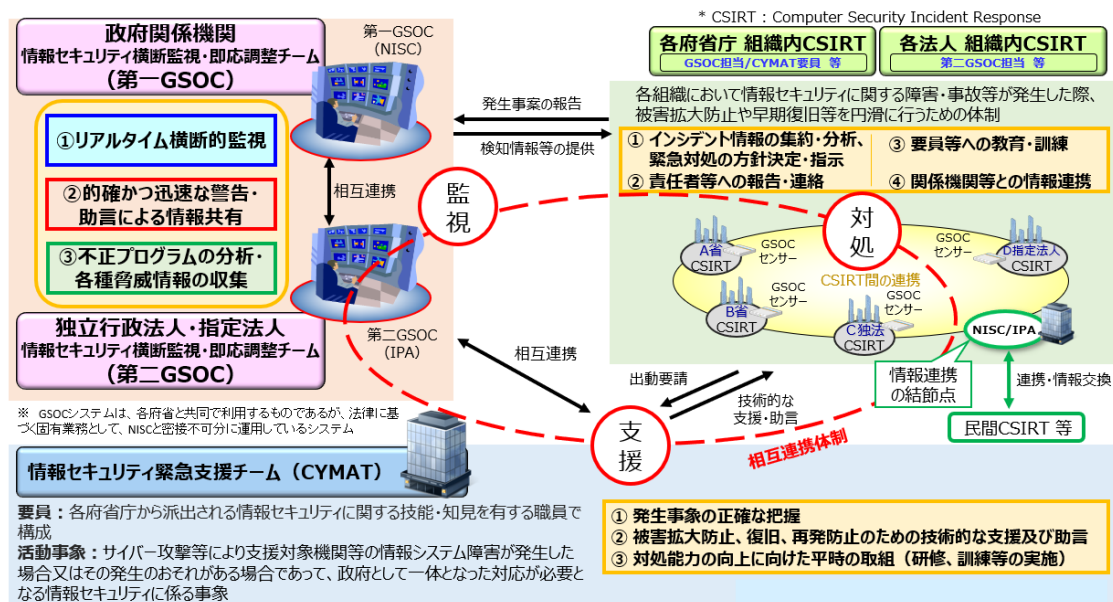 政府関係機関
情報セキュリティ横断監視・即応調整チーム
(第一GSOC)
①リアルタイム横断的監視
②的確かつ迅速な警告・
助言による情報共有
③不正プログラムの分析・
各種脅威情報の収集
独立行政法人・指定法人
情報セキュリティ横断監視・即応調整チーム
(第二GSOC)
第一GSOC
(NISC)
相互連携
第二GSOC
(IPA)
※ GSOCシステムは、各府省と共同で利用するものであるが、法律に基
づく固有業務として、NISCと密接不可分に運用しているシステム
発生事案の報告
検知情報等の提供
監視
* CSIRT : Computer Security Incident Response
各府省庁 組織内CSIRT
GSOC担当/CYMAT要員 等
各法人 組織内CSIRT
第二GSOC担当 等
各組織において情報セキュリティに関する障害・事故等が発生した際、
被害拡大防止や早期復旧等を円滑に行うための体制
① インシデント情報の集約・分析、
緊急対処の方針決定・指示
② 責任者等への報告・連絡
③ 要員等への教育・訓練
④ 関係機関等との情報連携
対処
A省
CSIRT
GSOC
センサー
B省
CSIRT
GSOC
センサー
CSIRT間の連携
C独法
CSIRT
GSOC
センサー
GSOC
センサー
D指定法人
CSIRT
NISC/IPA
情報連携
の結節点
連携・情報交換
民間CSIRT 等
相互連携
出動要請
技術的な
支援・助言
支援
相互連携体制
情報セキュリティ緊急支援チーム(CYMAT)
要員：各府省庁から派出される情報セキュリティに関する技能・知見を有する職員で
構成
活動事象：サイバー攻撃等により支援対象機関等の情報システム障害が発生した
場合又はその発生のおそれがある場合であって、政府として一体となった対応が必要と
なる情報セキュリティに係る事象
① 発生事象の正確な把握
② 被害拡大防止、復旧、再発防止のための技術的な支援及び助言
③ 対処能力の向上に向けた平時の取組(研修、訓練等の実施)